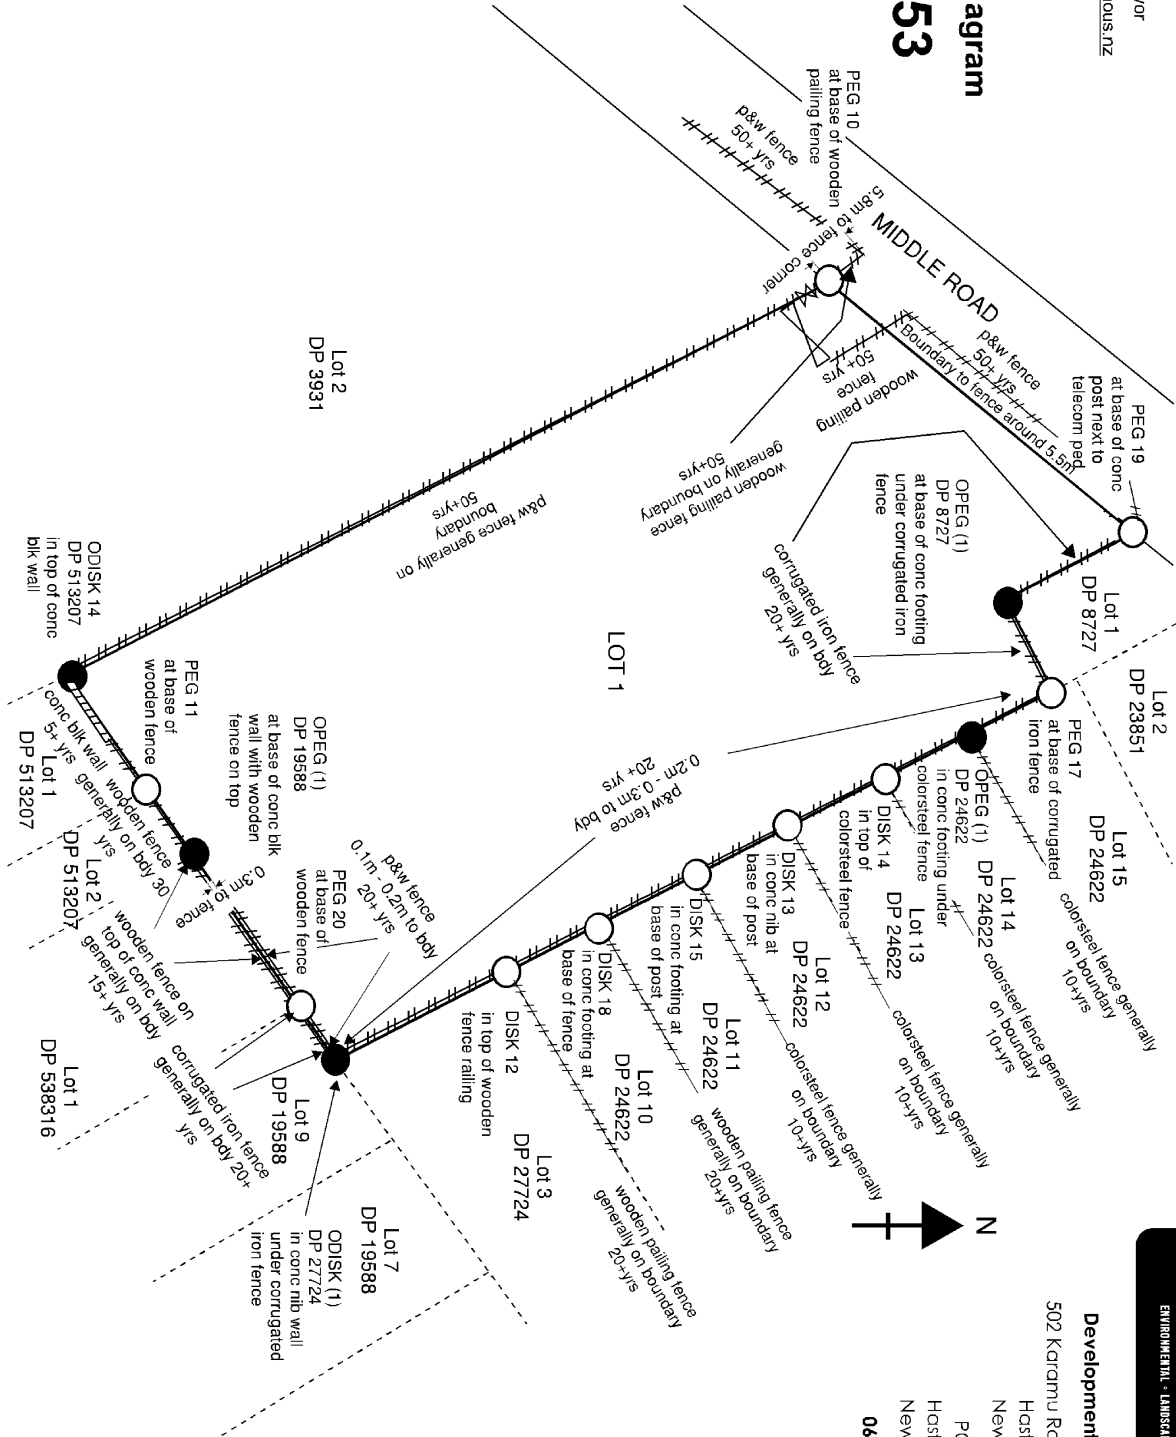 vor
ious.nz
agram
53
PEG 10
at base of wooden
pailing fence
p&w fence
50+ yrs
5.8m to
fence corner
MIDDLE ROAD
p&w fence
50+ yrs
Boundary to fence around 5.5m
PEG 19
at base of conc
post next to
telecom ped
wooden pailing
fence
50+ yrs
wooden pailing fence
generally on boundary
50+yrs
OPEG (1)
DP 8727
at base of conc footing
under corrugated iron
fence
corrugated iron fence
generally on bdy
20+ yrs
Lot 1
DP 8727
Lot 2
DP 23851
Lot 2
DP 3931
p&w fence generally on
boundary
50+yrs
LOT 1
ODISK 14
DP 513207
in top of conc
blk wall
PEG 11
at base of
wooden fence
OPEG (1)
DP 19588
at base of conc blk
wall with wooden
fence on top
conc blk wall
5+ yrs
wooden fence
generally on bdy 30
yrs
Lot 1
DP 513207
Lot 2
DP 513207
0.3m to fence
PEG 20
at base of
wooden fence
p&w fence
0.1m - 0.2m to bdy
20+ yrs
p&w fence
0.2m - 0.3m to bdy
20+ yrs
wooden fence on
top of conc wall
generally on bdy
15+ yrs
corrugated iron fence
generally on bdy 20+
yrs
Lot 1
DP 538316
Lot 9
DP 19588
Lot 7
DP 19588
ODISK (1)
DP 27724
in conc nib wall
under corrugated
iron fence
PEG 17
at base of corrugated
iron fence
OPEG (1)
DP 24622
in conc footing under
colorsteel fence
DISK 14
in top of
colorsteel fence
DISK 13
in conc nib at
base of post
DISK 15
in conc footing at
base of post
DISK 18
in conc footing at
base of fence
DISK 12
in top of wooden
fence railing
Lot 15
DP 24622
Lot 14
DP 24622
Lot 13
DP 24622
Lot 12
DP 24622
Lot 11
DP 24622
Lot 10
DP 24622
Lot 3
DP 27724
colorsteel fence generally
on boundary
10+yrs
colorsteel fence generally
on boundary
10+yrs
colorsteel fence generally
on boundary
10+yrs
colorsteel fence generally
on boundary
10+yrs
wooden pailing fence
generally on boundary
20+yrs
wooden pailing fence
generally on boundary
20+yrs
N
ENVIRONMENTAL • LANDSCA
Development
502 Karamu Ro
Hast
New
PO
Hast
New
06